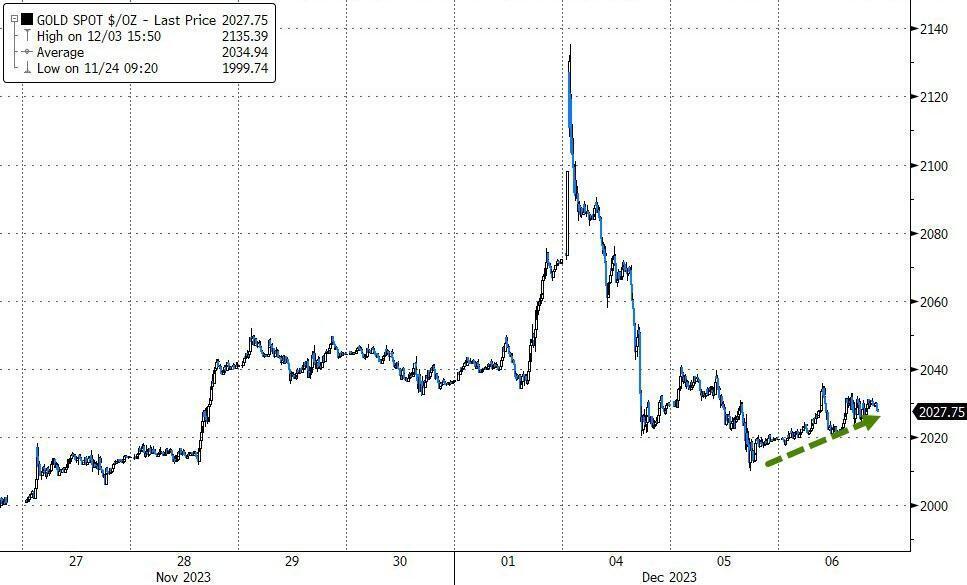 GOLD SPOT $/OZ - Last Price 2027.75
High on 12/03 15:50 2135.39
Average 2034.94
Low on 11/24 09:20 1999.74
2140
2120
2100
2080
2060
2040
2027.75
2020
2000
27 28 29 30 01 04 05 06
Nov 2023 Dec 2023